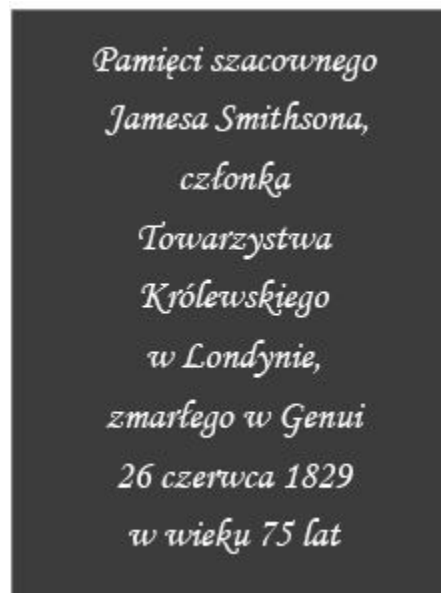 Pamięci szacownego
Jamesa Smithsona,
członka
Towarzystwa
Królewskiego
w Londynie,
zmarłego w Genui
26 czerwca 1829
w wieku 75 lat